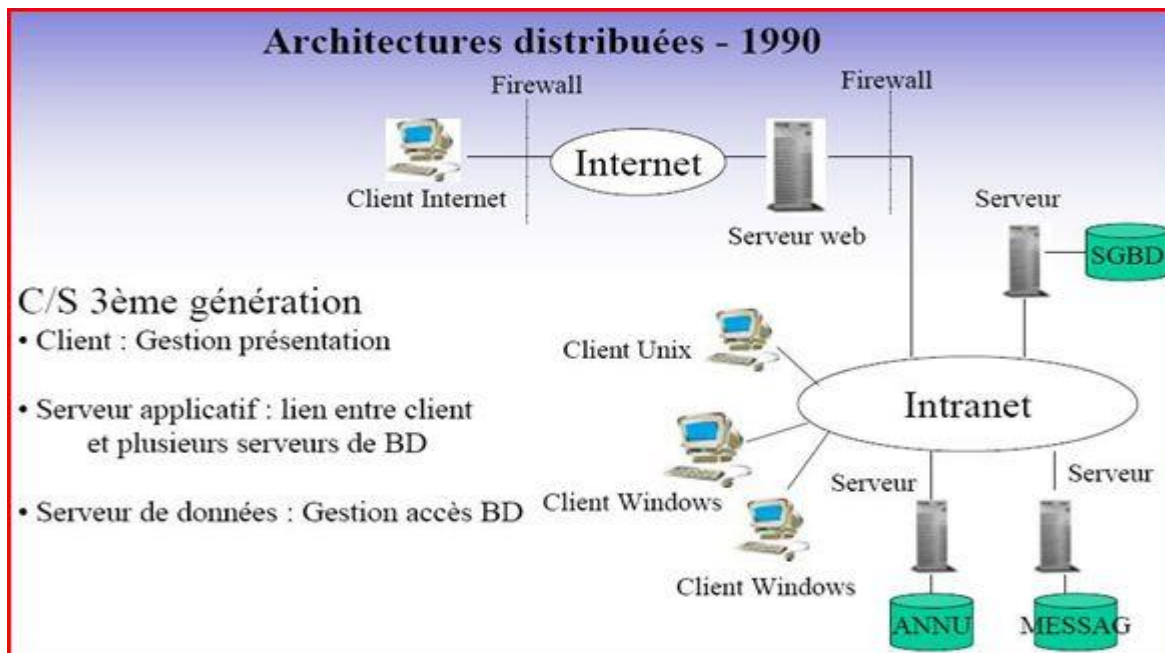 Architectures distribuées - 1990
Firewall
Firewall
Internet
Client Internet
Serveur web
Serveur
SGBD
C/S 3ème génération
• Client : Gestion présentation
• Serveur applicatif : lien entre client
et plusieurs serveurs de BD
• Serveur de données : Gestion accès BD
Client Unix
Intranet
Client Windows
Client Windows
Serveur
Serveur
ANNU
MESSAG